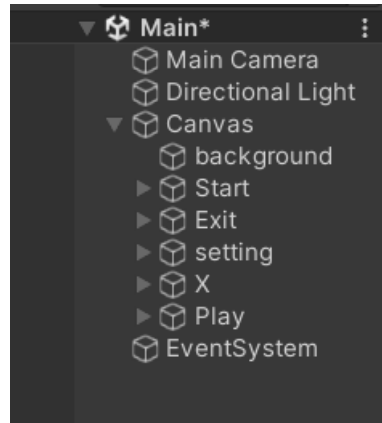 Main*
Main Camera
Directional Light
Canvas
background
Start
Exit
setting
X
Play
EventSystem